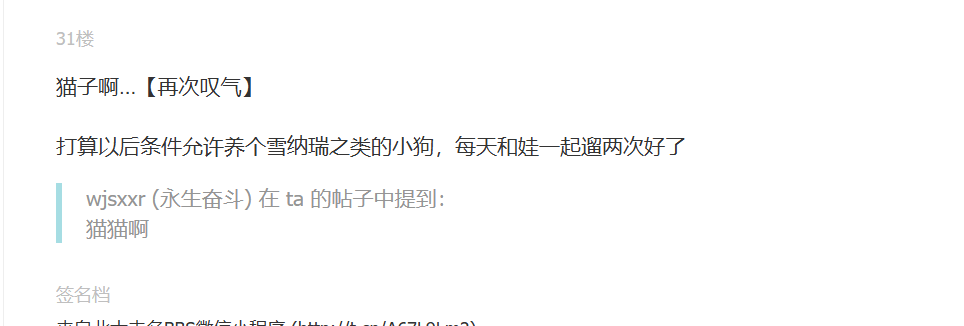 31楼
猫子啊...【再次叹气】
打算以后条件允许养个雪纳瑞之类的小狗，每天和娃一起遛两次好了
wjsxxr (永生奋斗) 在 ta 的帖子中提到：
猫猫啊
签名档